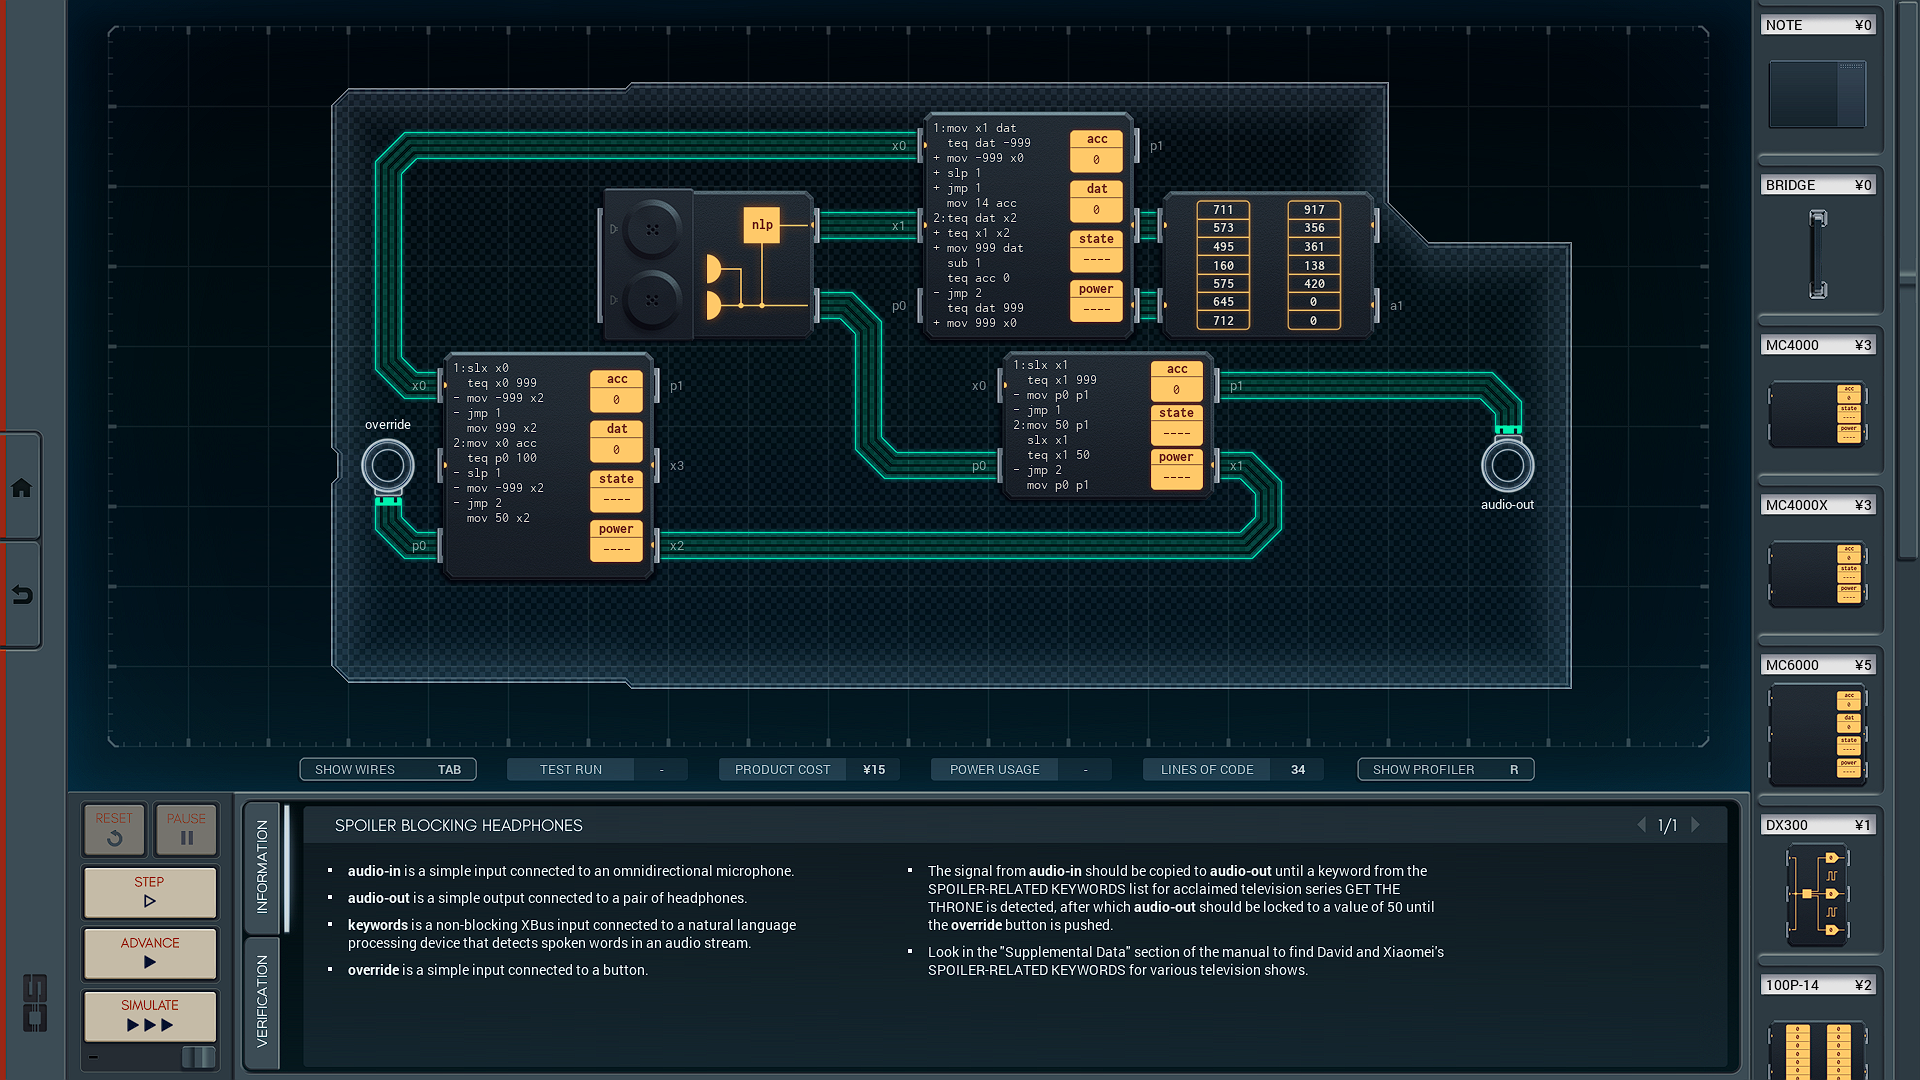 NOTE ¥0
BRIDGE ¥0
MC4000 ¥3
acc
state
power
MC4000X ¥3
acc
state
power
MC6000 ¥5
acc
dat
state
power
DX300 ¥1
100P-14 ¥2
x0
x1
p0
1:mov x1 dat
teq dat -999
+ mov -999 x0
+ slp 1
+ jmp 1
mov 14 acc
2:teq dat x2
+ teq x1 x2
+ mov 999 dat
sub 1
teq acc 0
- jmp 2
teq dat 999
+ mov 999 x0
acc
0
dat
0
state
----
power
----
p1
nlp
711 917
573 356
495 361
160 138
575 420
645 0
712 0
a1
override
x0
p0
1:slx x0
teq x0 999
- mov -999 x2
- jmp 1
mov 999 x2
2:mov x0 acc
teq p0 100
- slp 1
- mov -999 x2
- jmp 2
mov 50 x2
acc
0
dat
0
state
----
power
----
p1
x3
x2
x0
p0
1:slx x1
teq x1 999
- mov p0 p1
- jmp 1
2:mov 50 p1
slx x1
teq x1 50
- jmp 2
mov p0 p1
acc
0
state
----
power
----
p1
x1
audio-out
SHOW WIRES TAB
TEST RUN -
PRODUCT COST ¥15
POWER USAGE -
LINES OF CODE 34
SHOW PROFILER R
RESET
PAUSE
STEP
ADVANCE
SIMULATE
INFORMATION
VERIFICATION
SPOILER BLOCKING HEADPHONES
1/1
▪ audio-in is a simple input connected to an omnidirectional microphone.
▪ audio-out is a simple output connected to a pair of headphones.
▪ keywords is a non-blocking XBus input connected to a natural language
processing device that detects spoken words in an audio stream.
▪ override is a simple input connected to a button.
▪ The signal from audio-in should be copied to audio-out until a keyword from the
SPOILER-RELATED KEYWORDS list for acclaimed television series GET THE
THRONE is detected, after which audio-out should be locked to a value of 50 until
the override button is pushed.
▪ Look in the "Supplemental Data" section of the manual to find David and Xiaomei's
SPOILER-RELATED KEYWORDS for various television shows.